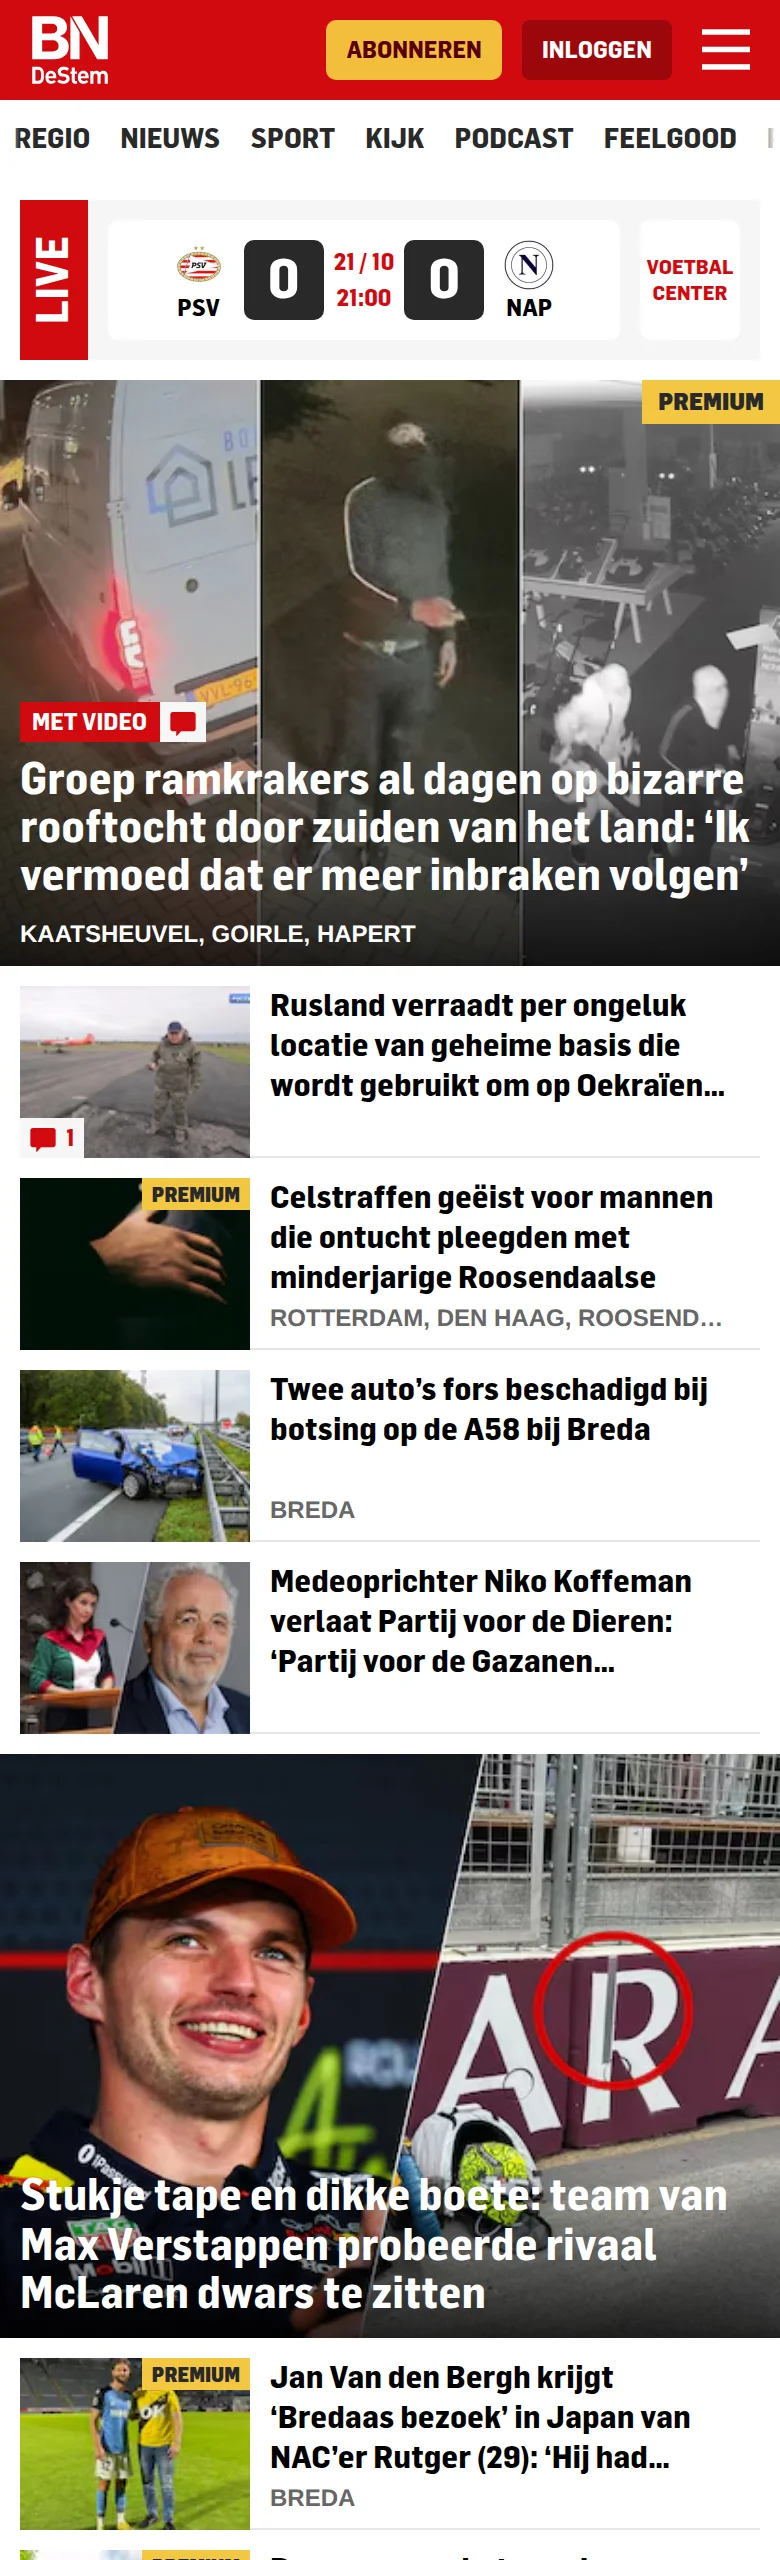 BN
DeStem
ABONNEREN
INLOGGEN
REGIO NIEUWS SPORT KIJK PODCAST FEELGOOD
LIVE
PSV
PSV
0
21 / 10
21:00
0
N
NAP
VOETBAL
CENTER
PREMIUM
VVL-96
MET VIDEO
Groep ramkrakers al dagen op bizarre
rooftocht door zuiden van het land: ‘Ik
vermoed dat er meer inbraken volgen’
KAATSHEUVEL, GOIRLE, HAPERT
Rusland verraadt per ongeluk
locatie van geheime basis die
wordt gebruikt om op Oekraïen...
1
PREMIUM
Celstraffen geëist voor mannen
die ontucht pleegden met
minderjarige Roosendaalse
ROTTERDAM, DEN HAAG, ROOSEND...
Twee auto’s fors beschadigd bij
botsing op de A58 bij Breda
BREDA
Medeoprichter Niko Koffeman
verlaat Partij voor de Dieren:
‘Partij voor de Gazanen...
ARA
Mobil 1
Stukje tape en dikke boete: team van
Max Verstappen probeerde rivaal
McLaren dwars te zitten
PREMIUM
Jan Van den Bergh krijgt
‘Bredaas bezoek’ in Japan van
NAC’er Rutger (29): ‘Hij had...
BREDA
PREMIUM